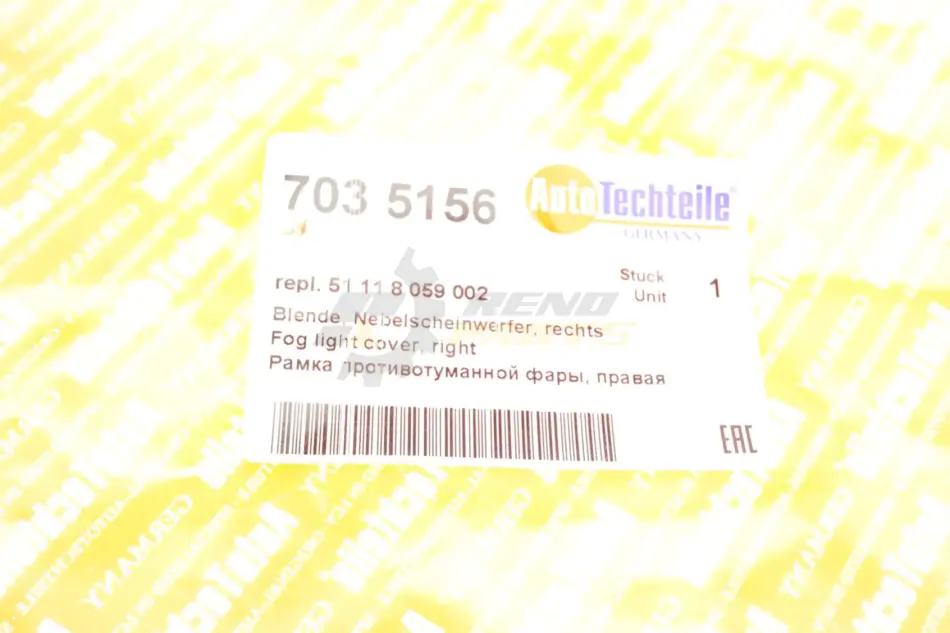 703 5156
AutoTechteile®
GERMANY
repl. 51 11 8 059 002
Stuck
Unit
1
Blende, Nebelscheinwerfer, rechts
Fog light cover, right
Рамка противотуманной фары, правая
EAC
RENO